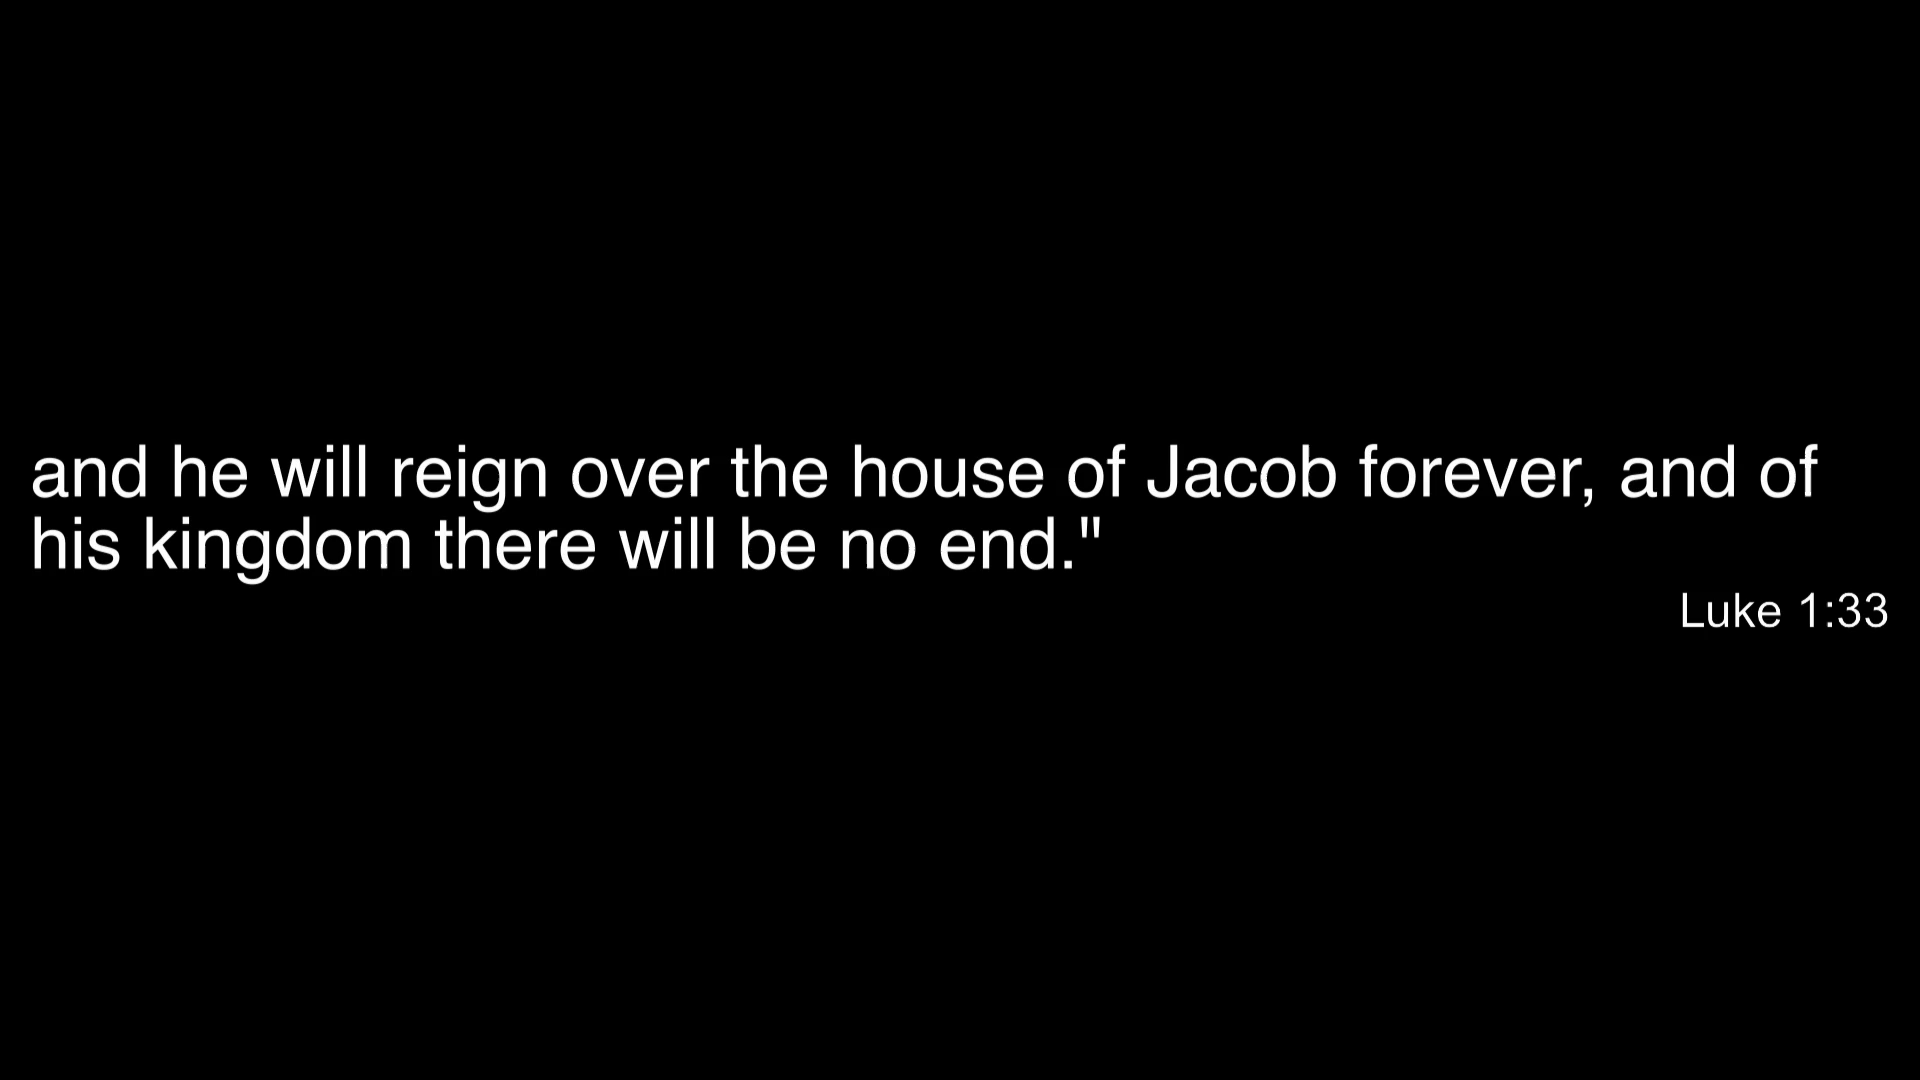 and he will reign over the house of Jacob forever, and of
his kingdom there will be no end."
Luke 1:33